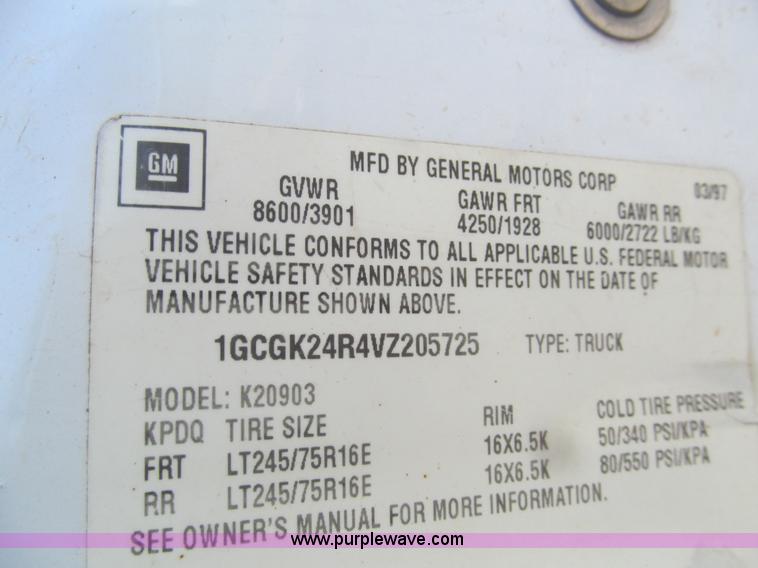 GM
MFD BY GENERAL MOTORS CORP 03/97
GVWR GAWR FRT GAWR RR
8600/3901 4250/1928 6000/2722 LB/KG
THIS VEHICLE CONFORMS TO ALL APPLICABLE U.S. FEDERAL MOTOR
VEHICLE SAFETY STANDARDS IN EFFECT ON THE DATE OF
MANUFACTURE SHOWN ABOVE.
1GCGK24R4VZ205725 TYPE: TRUCK
MODEL: K20903
KPDQ TIRE SIZE RIM COLD TIRE PRESSURE
FRT LT245/75R16E 16X6.5K 50/340 PSI/KPA
RR LT245/75R16E 16X6.5K 80/550 PSI/KPA
SEE OWNER'S MANUAL FOR MORE INFORMATION.
www.purplewave.com